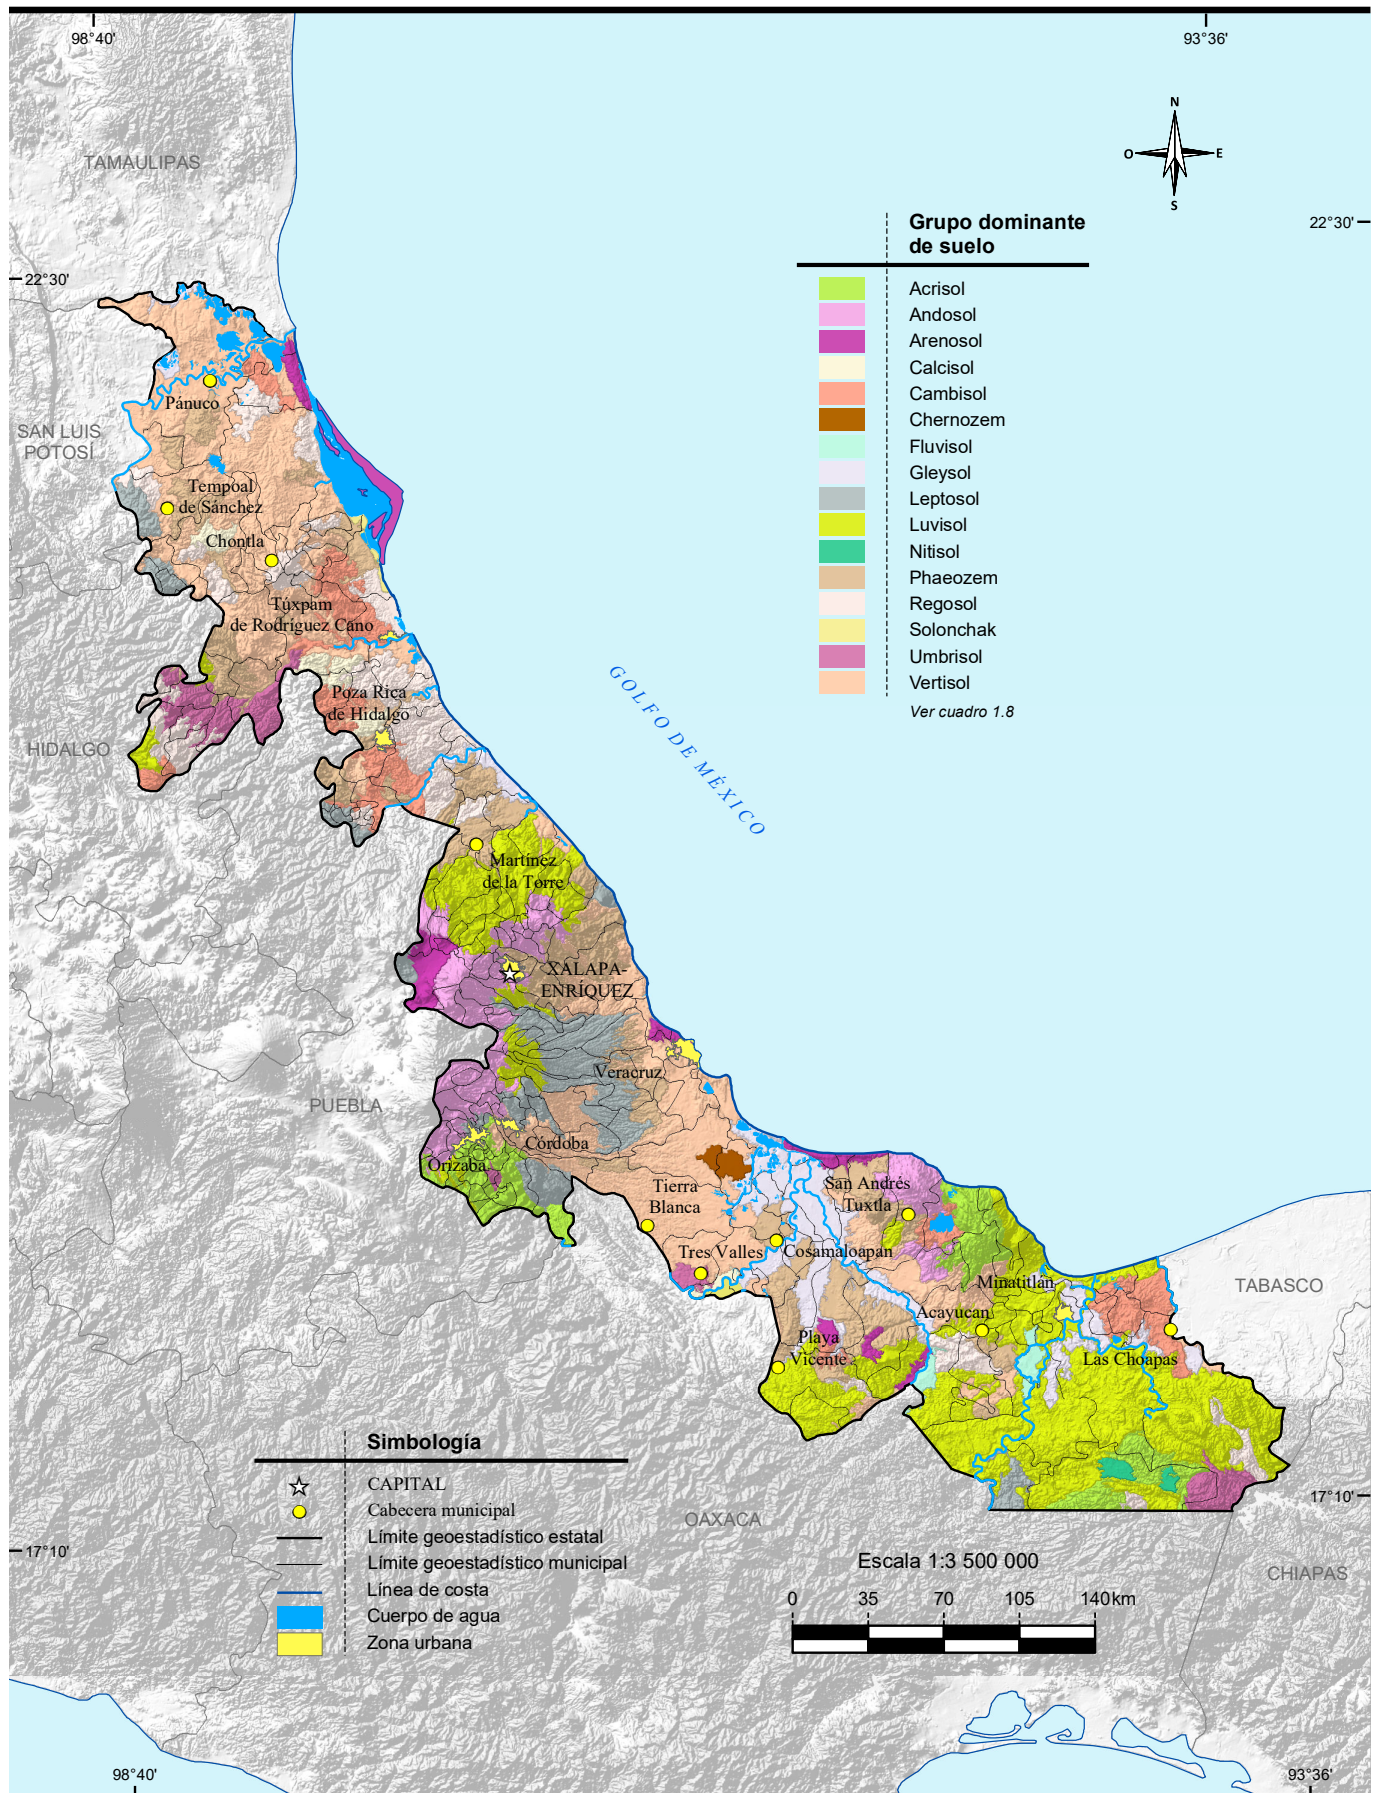 98°40'
93°36'
TAMAULIPAS
N
O
E
S
22°30'
22°30'
Grupo dominante
de suelo
Acrisol
Andosol
Arenosol
Calcisol
Cambisol
Chernozem
Fluvisol
Gleysol
Leptosol
Luvisol
Nitisol
Phaeozem
Regosol
Solonchak
Umbrisol
Vertisol
Ver cuadro 1.8
SAN LUIS
POTOSÍ
Pánuco
Tempoal
de Sánchez
Chontla
Túxpam
de Rodríguez Cano
Poza Rica
de Hidalgo
HIDALGO
GOLFO DE MÉXICO
Martínez
de la Torre
XALAPA-
ENRÍQUEZ
Veracruz
PUEBLA
Córdoba
Orizaba
Tierra
Blanca
San Andrés
Tuxtla
Tres Valles
Cosamaloapan
Minatitlán
TABASCO
Acayucan
Playa
Vicente
Las Choapas
Simbología
CAPITAL
Cabecera municipal
Límite geoestadístico estatal
Límite geoestadístico municipal
Línea de costa
Cuerpo de agua
Zona urbana
17°10'
17°10'
OAXACA
CHIAPAS
Escala 1:3 500 000
0 35 70 105 140km
98°40'
93°36'